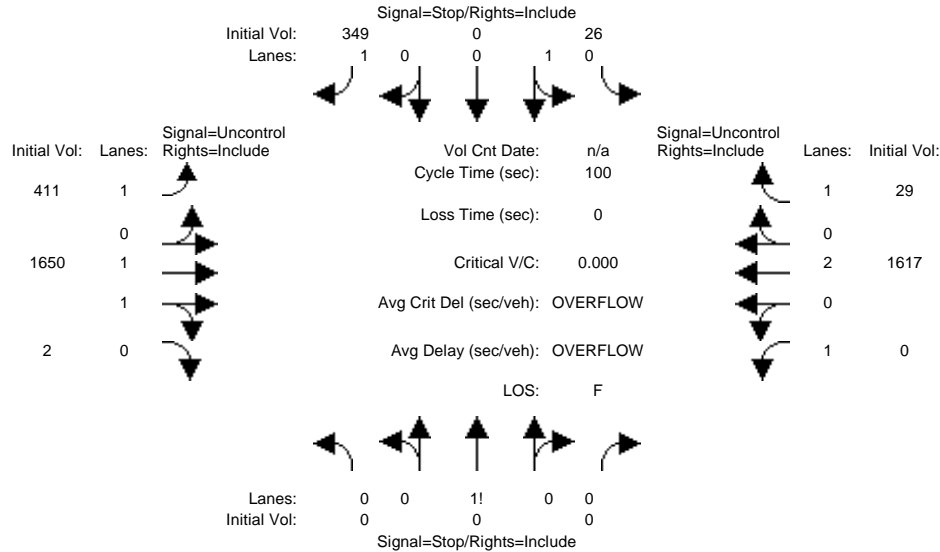 Signal=Stop/Rights=Include
Initial Vol: 349 0 26
Lanes: 1 0 0 1 0
Signal=Uncontrol
Initial Vol: Lanes: Rights=Include
Vol Cnt Date: n/a
Signal=Uncontrol
Rights=Include Lanes: Initial Vol:
Cycle Time (sec): 100
411 1
1 29
Loss Time (sec): 0
0
0
1650 1
Critical V/C: 0.000
2 1617
1
Avg Crit Del (sec/veh): OVERFLOW
0
2 0
Avg Delay (sec/veh): OVERFLOW
1 0
LOS: F
Lanes: 0 0 1! 0 0
Initial Vol: 0 0 0
Signal=Stop/Rights=Include